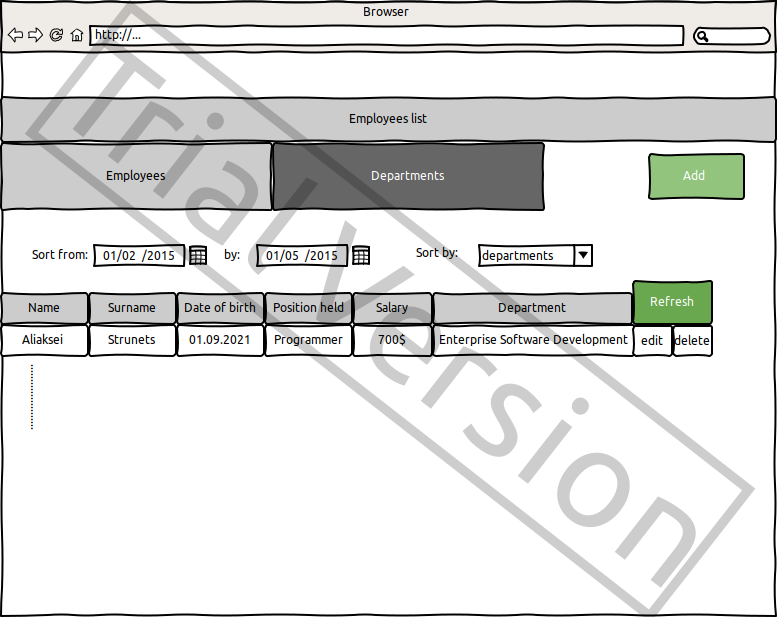 Browser
http://...
Employees list
Employees
Departments
Add
Sort from: 01/02 /2015 by: 01/05 /2015 Sort by: departments
Refresh
Name Surname Date of birth Position held Salary Department
Aliaksei Strunets 01.09.2021 Programmer 700$ Enterprise Software Development edit delete
Trial Version